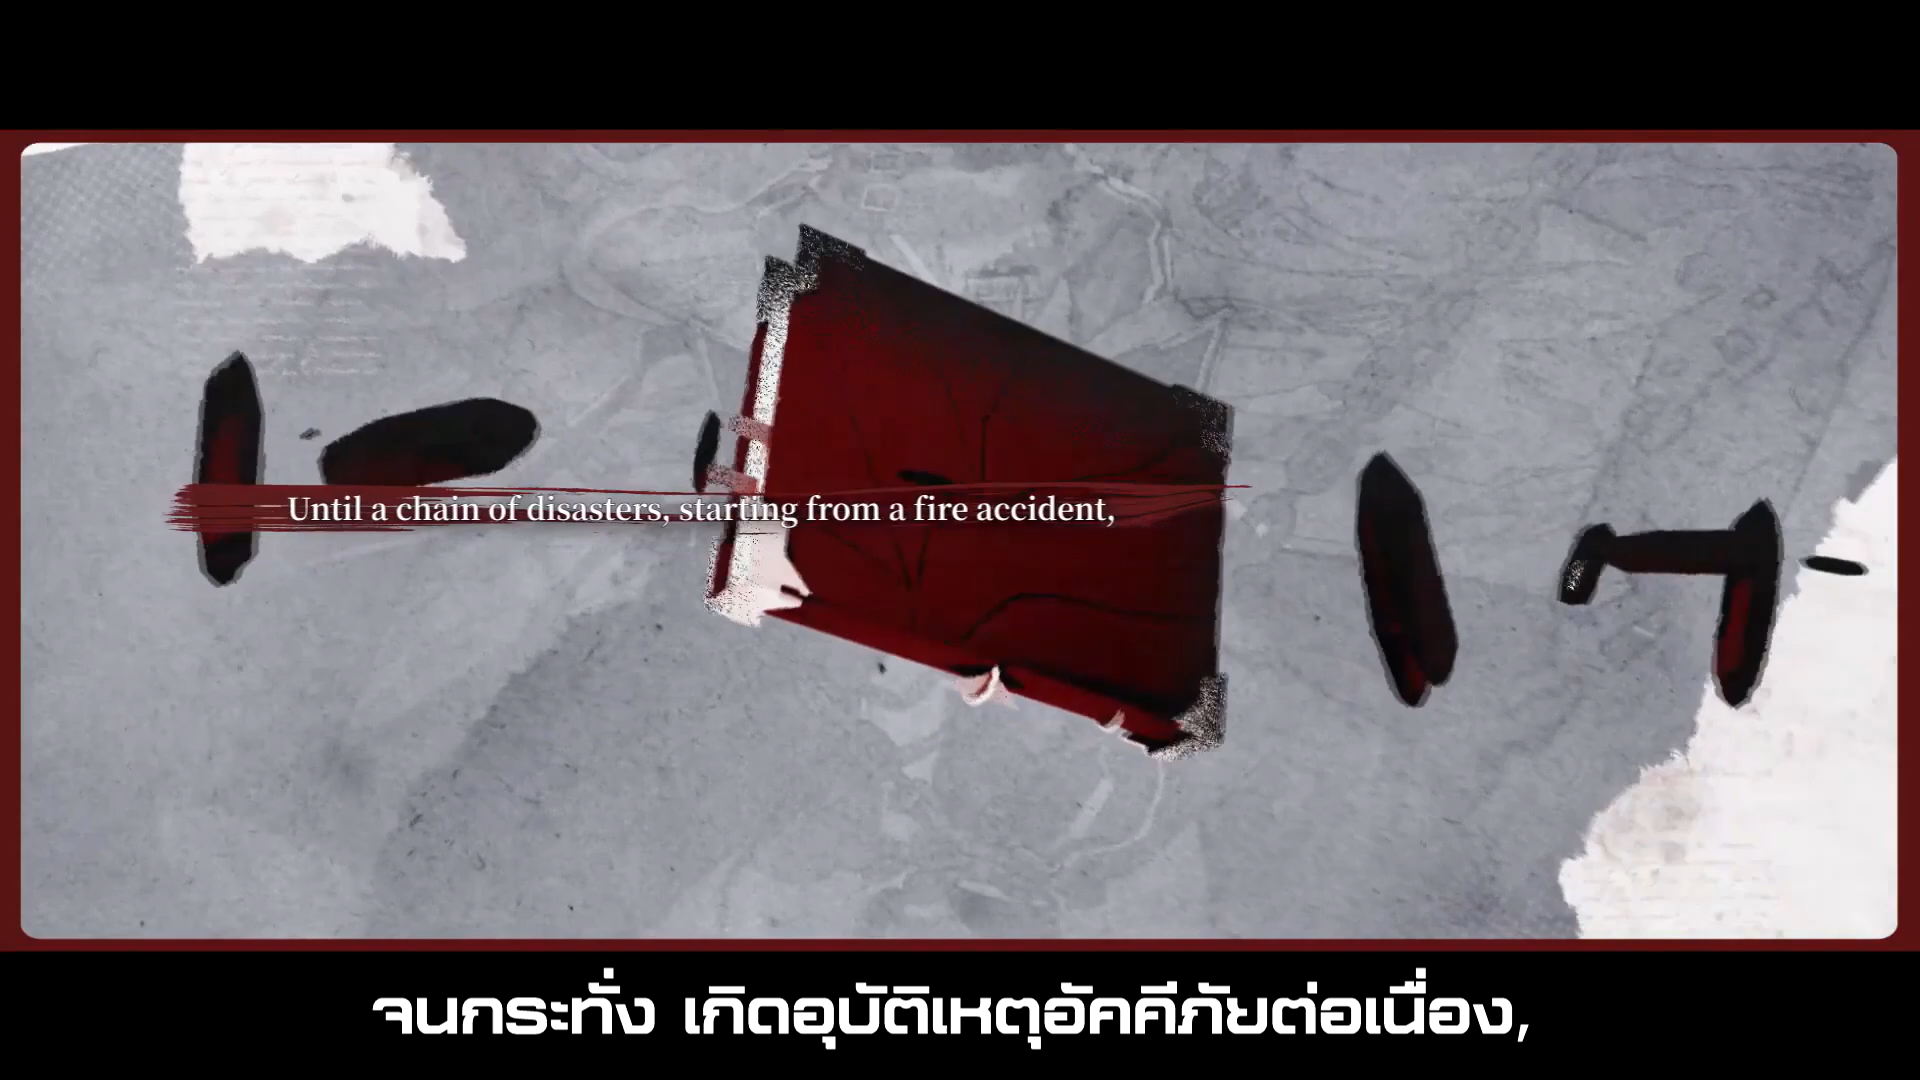 Until a chain of disasters, starting from a fire accident,
จนกระทั่ง เกิดอุบัติเหตุอัคคีภัยต่อเนื่อง,